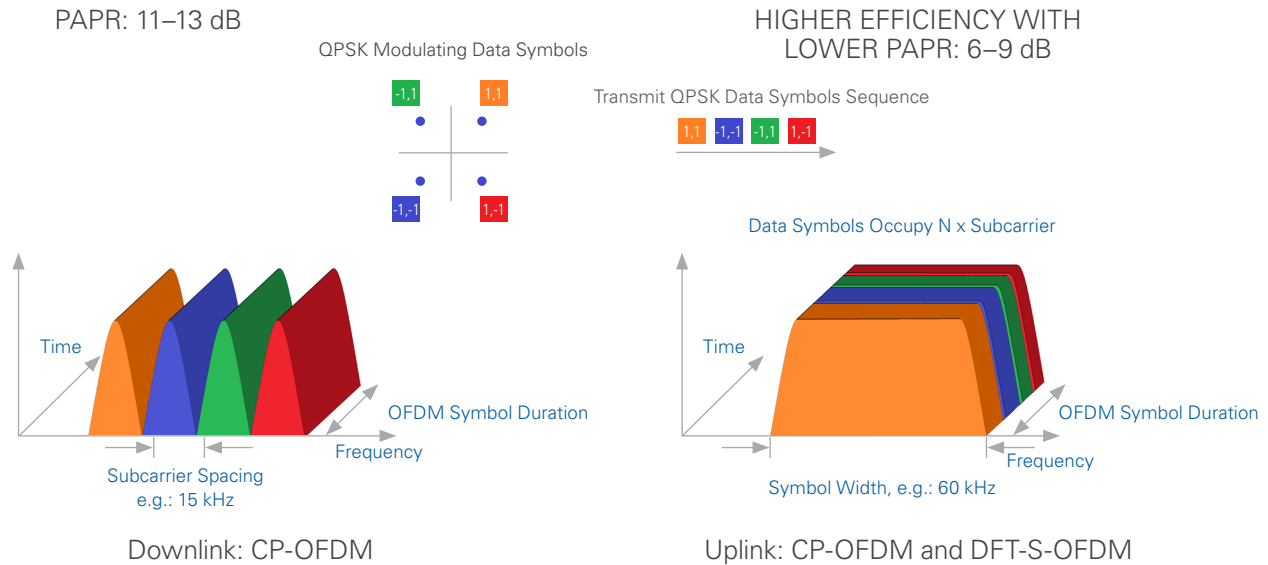 PAPR: 11–13 dB
HIGHER EFFICIENCY WITH
LOWER PAPR: 6–9 dB
QPSK Modulating Data Symbols
-1,1
1,1
-1,-1
1,-1
Transmit QPSK Data Symbols Sequence
1,1 -1,-1 -1,1 1,-1
Data Symbols Occupy N x Subcarrier
Time
OFDM Symbol Duration
Frequency
Subcarrier Spacing
e.g.: 15 kHz
Time
OFDM Symbol Duration
Frequency
Symbol Width, e.g.: 60 kHz
Downlink: CP-OFDM
Uplink: CP-OFDM and DFT-S-OFDM